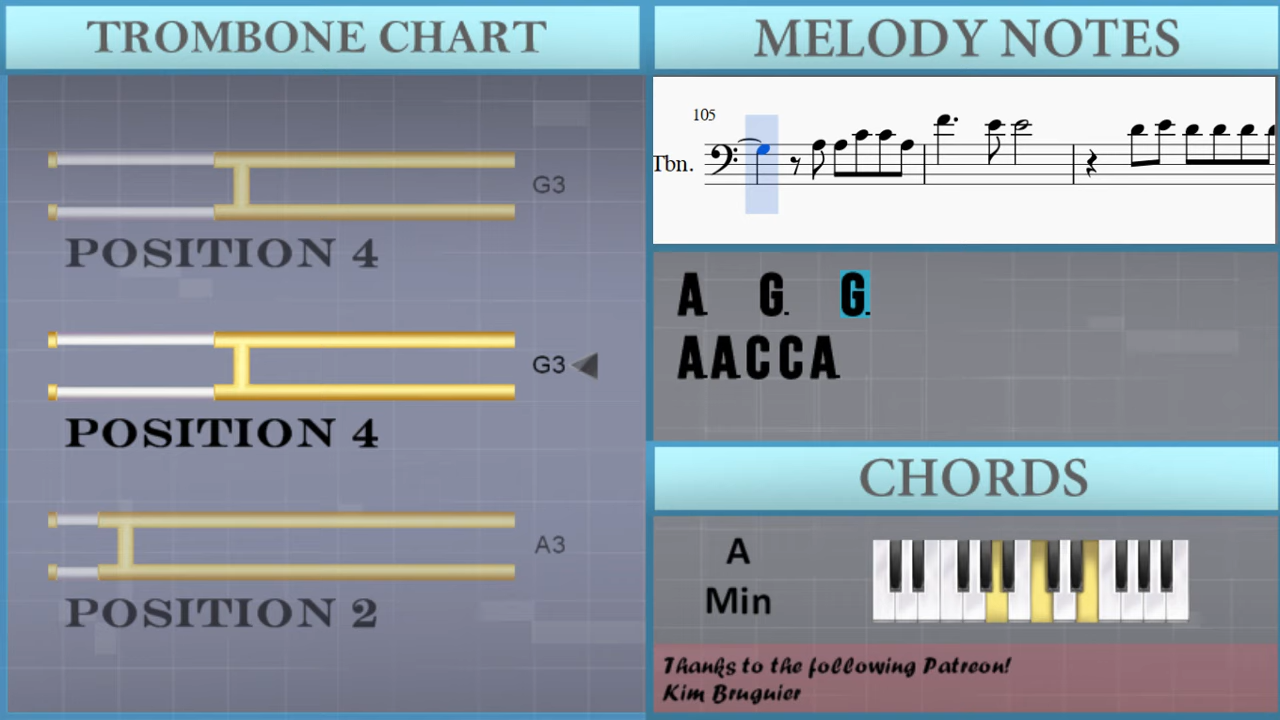 TROMBONE CHART
G3
POSITION 4
G3
POSITION 4
A3
POSITION 2
MELODY NOTES
105
Tbn.
A. G. G.
AACCA.
CHORDS
A
Min
Thanks to the following Patreon!
Kim Bruguier